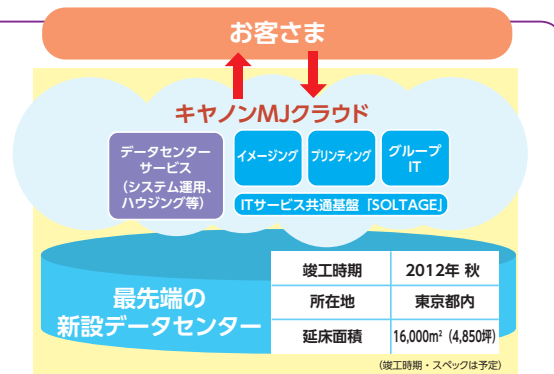 お客さま
キヤノンMJクラウド
データセンター
サービス
(システム運用、
ハウジング等)
イメージング
プリンティング
グループ
IT
ITサービス共通基盤「SOLTAGE」
最先端の
新設データセンター
竣工時期 2012年 秋
所在地 東京都内
延床面積 16,000m² (4,850坪)
(竣工時期・スペックは予定)